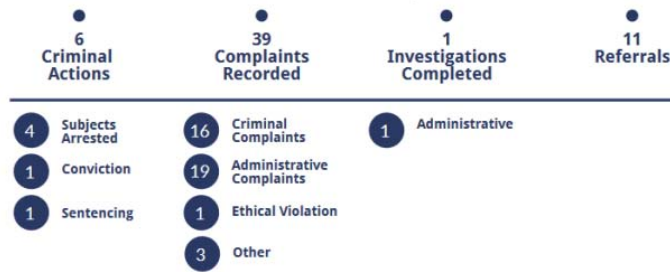 6
Criminal
Actions
39
Complaints
Recorded
1
Investigations
Completed
11
Referrals
4
Subjects
Arrested
1
Conviction
1
Sentencing
16
Criminal
Complaints
19
Administrative
Complaints
1
Ethical Violation
3
Other
1
Administrative